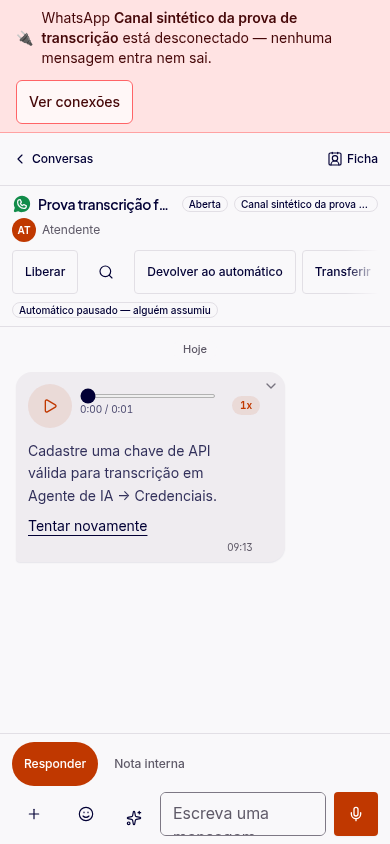 WhatsApp Canal sintético da prova de
transcrição está desconectado — nenhuma
mensagem entra nem sai.
Ver conexões
Conversas
Ficha
Prova transcrição f...
Aberta
Canal sintético da prova ...
AT
Atendente
Liberar
Devolver ao automático
Transferir
Automático pausado — alguém assumiu
Hoje
0:00 / 0:01
1x
Cadastre uma chave de API
válida para transcrição em
Agente de IA → Credenciais.
Tentar novamente
09:13
Responder
Nota interna
Escreva uma
mensagem